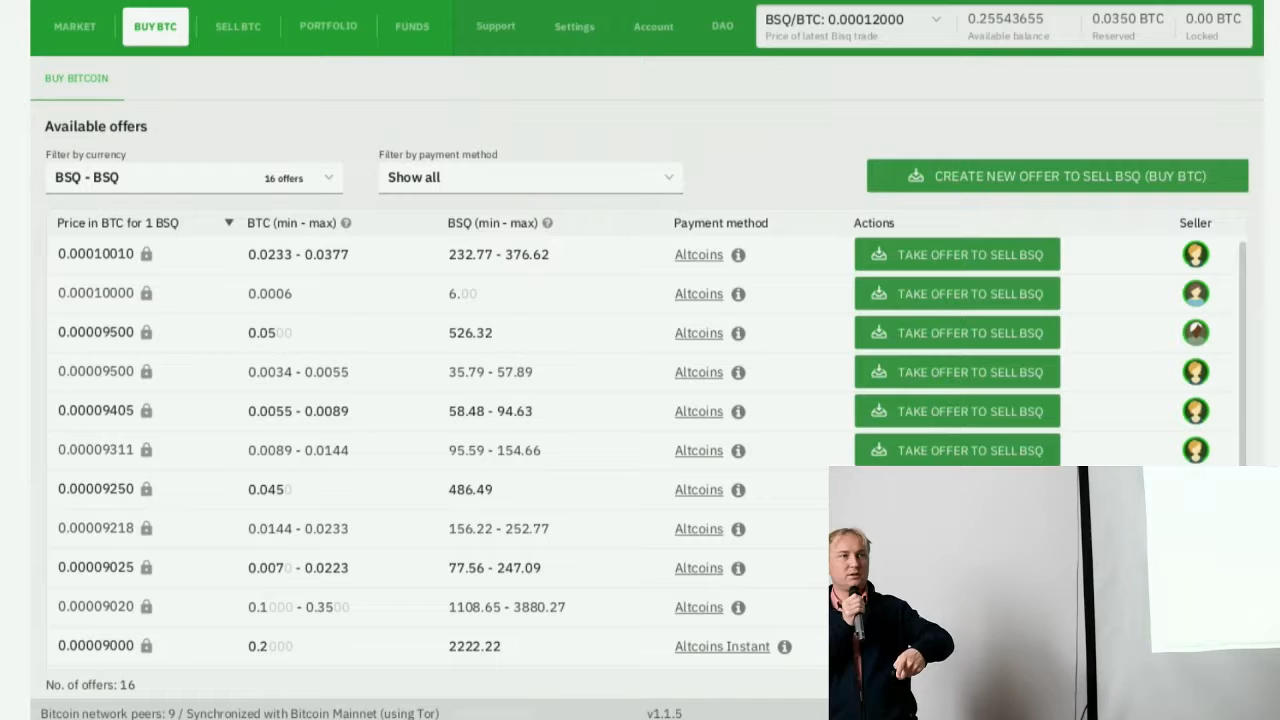 MARKET BUY BTC SELL BTC PORTFOLIO FUNDS Support Settings Account DAO BSQ/BTC: 0.00012000 0.25543655 0.0350 BTC 0.00 BTC
Price of latest Bisq trade Available balance Reserved Locked
BUY BITCOIN
Available offers
Filter by currency Filter by payment method
BSQ - BSQ 16 offers Show all CREATE NEW OFFER TO SELL BSQ (BUY BTC)
Price in BTC for 1 BSQ BTC (min - max) BSQ (min - max) Payment method Actions Seller
0.00010010 0.0233 - 0.0377 232.77 - 376.62 Altcoins TAKE OFFER TO SELL BSQ
0.00010000 0.0006 6.00 Altcoins TAKE OFFER TO SELL BSQ
0.00009500 0.0500 526.32 Altcoins TAKE OFFER TO SELL BSQ
0.00009500 0.0034 - 0.0055 35.79 - 57.89 Altcoins TAKE OFFER TO SELL BSQ
0.00009405 0.0055 - 0.0089 58.48 - 94.63 Altcoins TAKE OFFER TO SELL BSQ
0.00009311 0.0089 - 0.0144 95.59 - 154.66 Altcoins TAKE OFFER TO SELL BSQ
0.00009250 0.0450 486.49 Altcoins
0.00009218 0.0144 - 0.0233 156.22 - 252.77 Altcoins
0.00009025 0.0070 - 0.0223 77.56 - 247.09 Altcoins
0.00009020 0.1000 - 0.3500 1108.65 - 3880.27 Altcoins
0.00009000 0.2000 2222.22 Altcoins Instant
No. of offers: 16
Bitcoin network peers: 9 / Synchronized with Bitcoin Mainnet (using Tor) v1.1.5